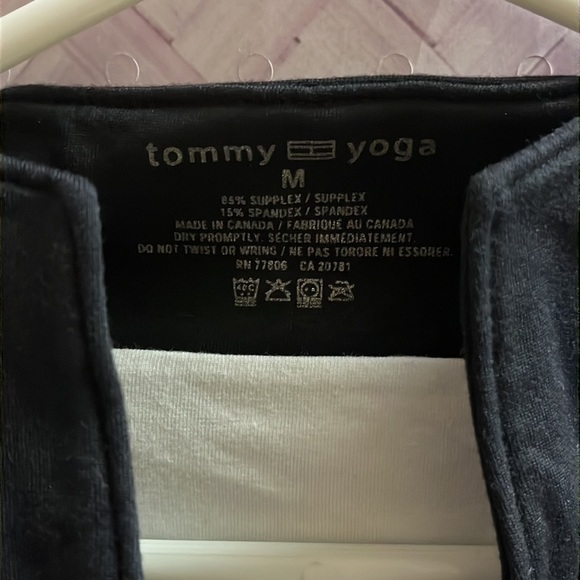 tommy yoga
M
85% SUPPLEX / SUPPLEX
15% SPANDEX / SPANDEX
MADE IN CANADA / FABRIQUÉ AU CANADA
DRY PROMPTLY. SÉCHER IMMÉDIATEMENT.
DO NOT TWIST OR WRING / NE PAS TORDRE NI ESSORER.
RN 77806 CA 20781
40C